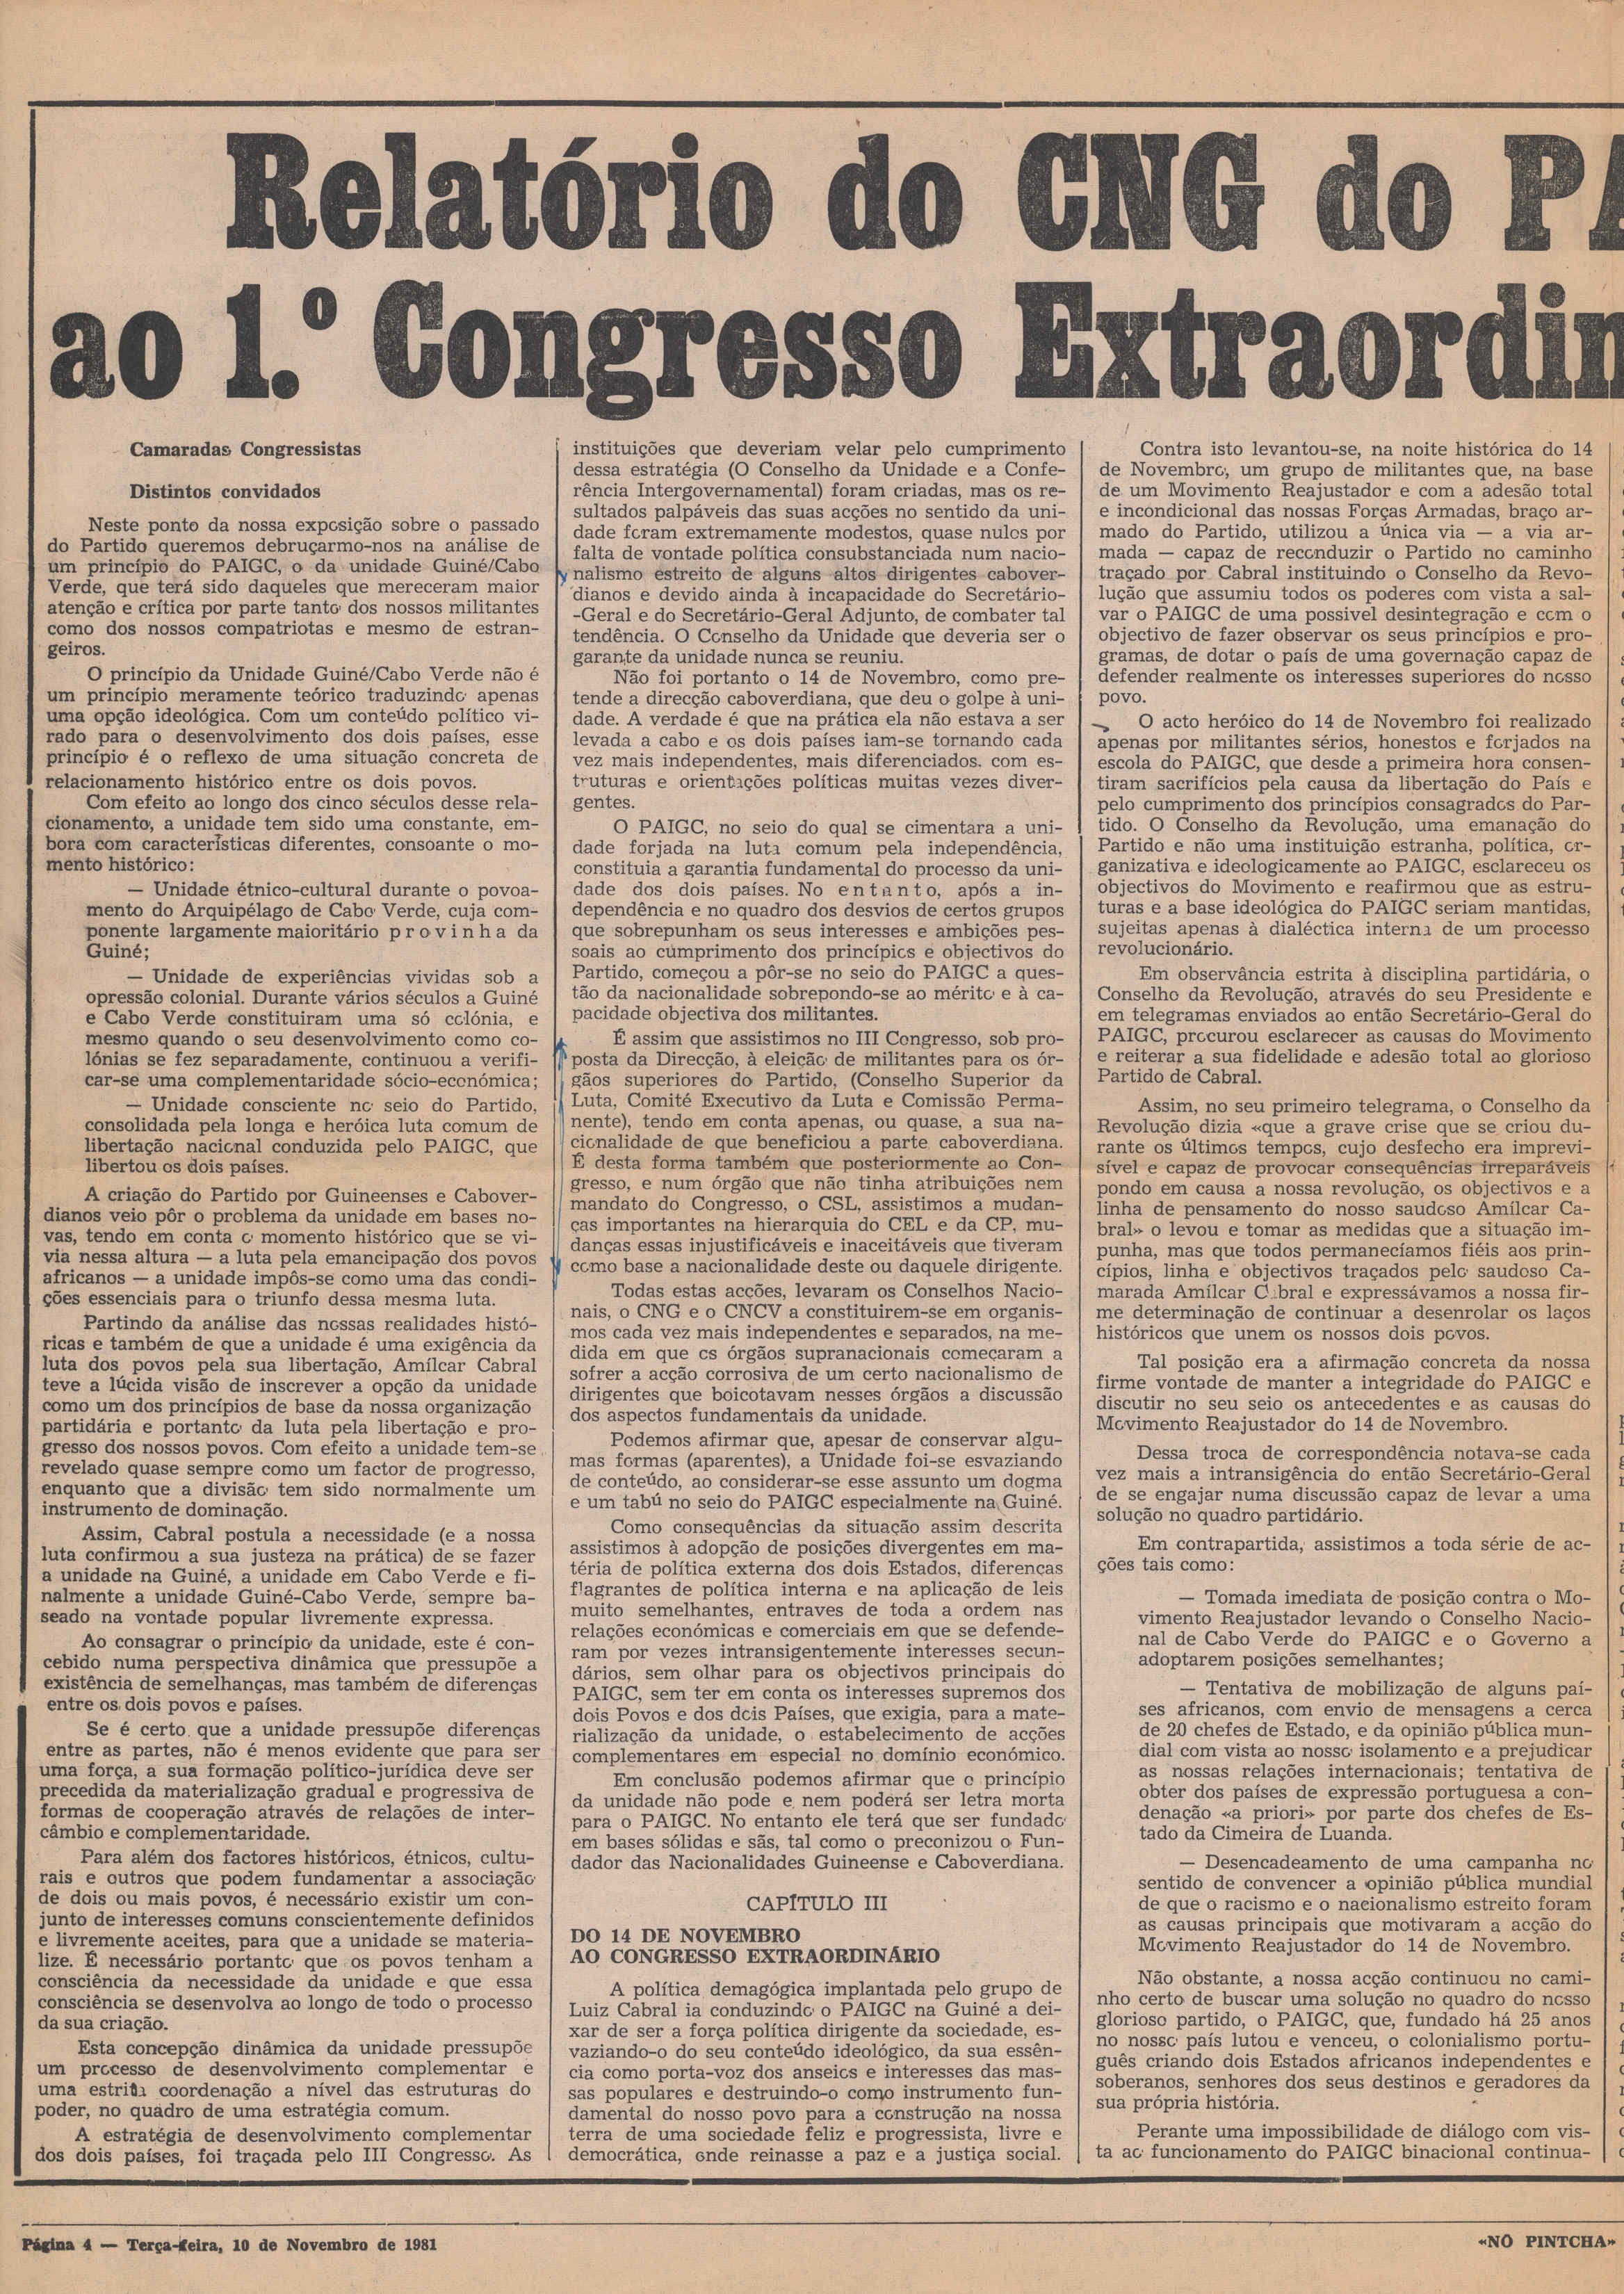 Relatório do CNG do PA
ao 1.º Congresso Extraordin
Camaradas Congressistas
Distintos convidados
Neste ponto da nossa exposição sobre o passado
do Partido queremos debruçarmo-nos na análise de
um princípio do PAIGC, o da unidade Guiné/Cabo
Verde, que terá sido daqueles que mereceram maior
atenção e crítica por parte tanto dos nossos militantes
como dos nossos compatriotas e mesmo de estran-
geiros.
O princípio da Unidade Guiné/Cabo Verde não é
um princípio meramente teórico traduzindo apenas
uma opção ideológica. Com um conteúdo político vi-
rado para o desenvolvimento dos dois países, esse
princípio é o reflexo de uma situação concreta de
relacionamento histórico entre os dois povos.
Com efeito ao longo dos cinco séculos desse rela-
cionamento, a unidade tem sido uma constante, em-
bora com características diferentes, consoante o mo-
mento histórico:
— Unidade étnico-cultural durante o povoa-
mento do Arquipélago de Cabo Verde, cuja com-
ponente largamente maioritário provinha da
Guiné;
— Unidade de experiências vividas sob a
opressão colonial. Durante vários séculos a Guiné
e Cabo Verde constituiram uma só colónia, e
mesmo quando o seu desenvolvimento como co-
lónias se fez separadamente, continuou a verifi-
car-se uma complementaridade sócio-económica;
— Unidade consciente no seio do Partido,
consolidada pela longa e heróica luta comum de
libertação nacional conduzida pelo PAIGC, que
libertou os dois países.
A criação do Partido por Guineenses e Cabover-
dianos veio pôr o problema da unidade em bases no-
vas, tendo em conta o momento histórico que se vi-
via nessa altura — a luta pela emancipação dos povos
africanos — a unidade impôs-se como uma das condi-
ções essenciais para o triunfo dessa mesma luta.
Partindo da análise das nossas realidades histó-
ricas e também de que a unidade é uma exigência da
luta dos povos pela sua libertação, Amílcar Cabral
teve a lúcida visão de inscrever a opção da unidade
como um dos princípios de base da nossa organização
partidária e portanto da luta pela libertação e pro-
gresso dos nossos povos. Com efeito a unidade tem-se
revelado quase sempre como um factor de progresso,
enquanto que a divisão tem sido normalmente um
instrumento de dominação.
Assim, Cabral postula a necessidade (e a nossa
luta confirmou a sua justeza na prática) de se fazer
a unidade na Guiné, a unidade em Cabo Verde e fi-
nalmente a unidade Guiné-Cabo Verde, sempre ba-
seado na vontade popular livremente expressa.
Ao consagrar o princípio da unidade, este é con-
cebido numa perspectiva dinâmica que pressupõe a
existência de semelhanças, mas também de diferenças
entre os dois povos e países.
Se é certo que a unidade pressupõe diferenças
entre as partes, não é menos evidente que para ser
uma força, a sua formação político-jurídica deve ser
precedida da materialização gradual e progressiva de
formas de cooperação através de relações de inter-
câmbio e complementaridade.
Para além dos factores históricos, étnicos, cultu-
rais e outros que podem fundamentar a associação
de dois ou mais povos, é necessário existir um con-
junto de interesses comuns conscientemente definidos
e livremente aceites, para que a unidade se materia-
lize. É necessário portanto que os povos tenham a
consciência da necessidade da unidade e que essa
consciência se desenvolva ao longo de todo o processo
da sua criação.
Esta concepção dinâmica da unidade pressupõe
um processo de desenvolvimento complementar e
uma estrita coordenação a nível das estruturas do
poder, no quadro de uma estratégia comum.
A estratégia de desenvolvimento complementar
dos dois países, foi traçada pelo III Congresso. As
instituições que deveriam velar pelo cumprimento
dessa estratégia (O Conselho da Unidade e a Confe-
rência Intergovernamental) foram criadas, mas os re-
sultados palpáveis das suas acções no sentido da uni-
dade foram extremamente modestos, quase nulos por
falta de vontade política consubstanciada num nacio-
nalismo estreito de alguns altos dirigentes cabover-
dianos e devido ainda à incapacidade do Secretário-
-Geral e do Secretário-Geral Adjunto, de combater tal
tendência. O Conselho da Unidade que deveria ser o
garante da unidade nunca se reuniu.
Não foi portanto o 14 de Novembro, como pre-
tende a direcção caboverdiana, que deu o golpe à uni-
dade. A verdade é que na prática ela não estava a ser
levada a cabo e os dois países iam-se tornando cada
vez mais independentes, mais diferenciados, com es-
truturas e orientações políticas muitas vezes diver-
gentes.
O PAIGC, no seio do qual se cimentara a uni-
dade forjada na luta comum pela independência,
constituia a garantia fundamental do processo da uni-
dade dos dois países. No entanto, após a in-
dependência e no quadro dos desvios de certos grupos
que sobrepunham os seus interesses e ambições pes-
soais ao cumprimento dos princípios e objectivos do
Partido, começou a pôr-se no seio do PAIGC a ques-
tão da nacionalidade sobrepondo-se ao mérito e à ca-
pacidade objectiva dos militantes.
É assim que assistimos no III Congresso, sob pro-
posta da Direcção, à eleição de militantes para os ór-
gãos superiores do Partido, (Conselho Superior da
Luta, Comité Executivo da Luta e Comissão Perma-
nente), tendo em conta apenas, ou quase, a sua na-
cionalidade de que beneficiou a parte caboverdiana.
É desta forma também que posteriormente ao Con-
gresso, e num órgão que não tinha atribuições nem
mandato do Congresso, o CSL, assistimos a mudan-
ças importantes na hierarquia do CEL e da CP, mu-
danças essas injustificáveis e inaceitáveis que tiveram
como base a nacionalidade deste ou daquele dirigente.
Todas estas acções, levaram os Conselhos Nacio-
nais, o CNG e o CNCV a constituirem-se em organis-
mos cada vez mais independentes e separados, na me-
dida em que os órgãos supranacionais começaram a
sofrer a acção corrosiva de um certo nacionalismo de
dirigentes que boicotavam nesses órgãos a discussão
dos aspectos fundamentais da unidade.
Podemos afirmar que, apesar de conservar algu-
mas formas (aparentes), a Unidade foi-se esvaziando
de conteúdo, ao considerar-se esse assunto um dogma
e um tabú no seio do PAIGC especialmente na Guiné.
Como consequências da situação assim descrita
assistimos à adopção de posições divergentes em ma-
téria de política externa dos dois Estados, diferenças
flagrantes de política interna e na aplicação de leis
muito semelhantes, entraves de toda a ordem nas
relações económicas e comerciais em que se defende-
ram por vezes intransigentemente interesses secun-
dários, sem olhar para os objectivos principais do
PAIGC, sem ter em conta os interesses supremos dos
dois Povos e dos dois Países, que exigia, para a mate-
rialização da unidade, o estabelecimento de acções
complementares em especial no domínio económico.
Em conclusão podemos afirmar que o princípio
da unidade não pode e nem poderá ser letra morta
para o PAIGC. No entanto ele terá que ser fundado
em bases sólidas e sãs, tal como o preconizou o Fun-
dador das Nacionalidades Guineense e Caboverdiana.
CAPÍTULO III
DO 14 DE NOVEMBRO
AO CONGRESSO EXTRAORDINÁRIO
A política demagógica implantada pelo grupo de
Luiz Cabral ia conduzindo o PAIGC na Guiné a dei-
xar de ser a força política dirigente da sociedade, es-
vaziando-o do seu conteúdo ideológico, da sua essên-
cia como porta-voz dos anseios e interesses das mas-
sas populares e destruindo-o como instrumento fun-
damental do nosso povo para a construção na nossa
terra de uma sociedade feliz e progressista, livre e
democrática, onde reinasse a paz e a justiça social.
Contra isto levantou-se, na noite histórica do 14
de Novembro, um grupo de militantes que, na base
de um Movimento Reajustador e com a adesão total
e incondicional das nossas Forças Armadas, braço ar-
mado do Partido, utilizou a única via — a via ar-
mada — capaz de reconduzir o Partido no caminho
traçado por Cabral instituindo o Conselho da Revo-
lução que assumiu todos os poderes com vista a sal-
var o PAIGC de uma possivel desintegração e com o
objectivo de fazer observar os seus princípios e pro-
gramas, de dotar o país de uma governação capaz de
defender realmente os interesses superiores do nosso
povo.
O acto heróico do 14 de Novembro foi realizado
apenas por militantes sérios, honestos e forjados na
escola do PAIGC, que desde a primeira hora consen-
tiram sacrifícios pela causa da libertação do País e
pelo cumprimento dos princípios consagrados do Par-
tido. O Conselho da Revolução, uma emanação do
Partido e não uma instituição estranha, política, or-
ganizativa e ideologicamente ao PAIGC, esclareceu os
objectivos do Movimento e reafirmou que as estru-
turas e a base ideológica do PAIGC seriam mantidas,
sujeitas apenas à dialéctica interna de um processo
revolucionário.
Em observância estrita à disciplina partidária, o
Conselho da Revolução, através do seu Presidente e
em telegramas enviados ao então Secretário-Geral do
PAIGC, procurou esclarecer as causas do Movimento
e reiterar a sua fidelidade e adesão total ao glorioso
Partido de Cabral.
Assim, no seu primeiro telegrama, o Conselho da
Revolução dizia «que a grave crise que se criou du-
rante os últimos tempos, cujo desfecho era imprevi-
sível e capaz de provocar consequências irreparáveis
pondo em causa a nossa revolução, os objectivos e a
linha de pensamento do nosso saudoso Amílcar Ca-
bral» o levou e tomar as medidas que a situação im-
punha, mas que todos permanecíamos fiéis aos prin-
cípios, linha e objectivos traçados pelo saudoso Ca-
marada Amílcar Cabral e expressávamos a nossa fir-
me determinação de continuar a desenrolar os laços
históricos que unem os nossos dois povos.
Tal posição era a afirmação concreta da nossa
firme vontade de manter a integridade do PAIGC e
discutir no seu seio os antecedentes e as causas do
Movimento Reajustador do 14 de Novembro.
Dessa troca de correspondência notava-se cada
vez mais a intransigência do então Secretário-Geral
de se engajar numa discussão capaz de levar a uma
solução no quadro partidário.
Em contrapartida, assistimos a toda série de ac-
ções tais como:
— Tomada imediata de posição contra o Mo-
vimento Reajustador levando o Conselho Nacio-
nal de Cabo Verde do PAIGC e o Governo a
adoptarem posições semelhantes;
— Tentativa de mobilização de alguns paí-
ses africanos, com envio de mensagens a cerca
de 20 chefes de Estado, e da opinião pública mun-
dial com vista ao nosso isolamento e a prejudicar
as nossas relações internacionais; tentativa de
obter dos países de expressão portuguesa a con-
denação «a priori» por parte dos chefes de Es-
tado da Cimeira de Luanda.
— Desencadeamento de uma campanha no
sentido de convencer a opinião pública mundial
de que o racismo e o nacionalismo estreito foram
as causas principais que motivaram a acção do
Movimento Reajustador do 14 de Novembro.
Não obstante, a nossa acção continuou no cami-
nho certo de buscar uma solução no quadro do nosso
glorioso partido, o PAIGC, que, fundado há 25 anos
no nosso país lutou e venceu, o colonialismo portu-
guês criando dois Estados africanos independentes e
soberanos, senhores dos seus destinos e geradores da
sua própria história.
Perante uma impossibilidade de diálogo com vis-
ta ao funcionamento do PAIGC binacional continua-
Página 4 — Terça-feira, 10 de Novembro de 1981
«NÔ PINTCHA»